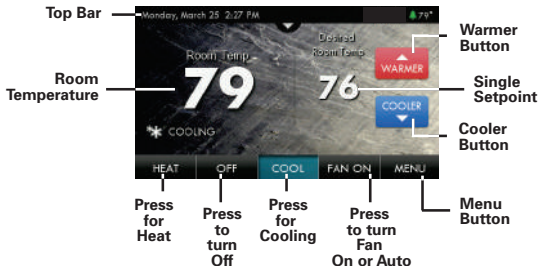 Top Bar
Monday, March 25 2:27 PM
79°
Warmer
Button
Desired
Room Temp
Room Temp
WARMER
Room
Temperature
79
76
Single
Setpoint
COOLER
Cooler
Button
COOLING
HEAT OFF COOL FAN ON MENU
Press
for
Heat
Press
to
turn
Off
Press
for
Cooling
Press
to turn
Fan
On or Auto
Menu
Button